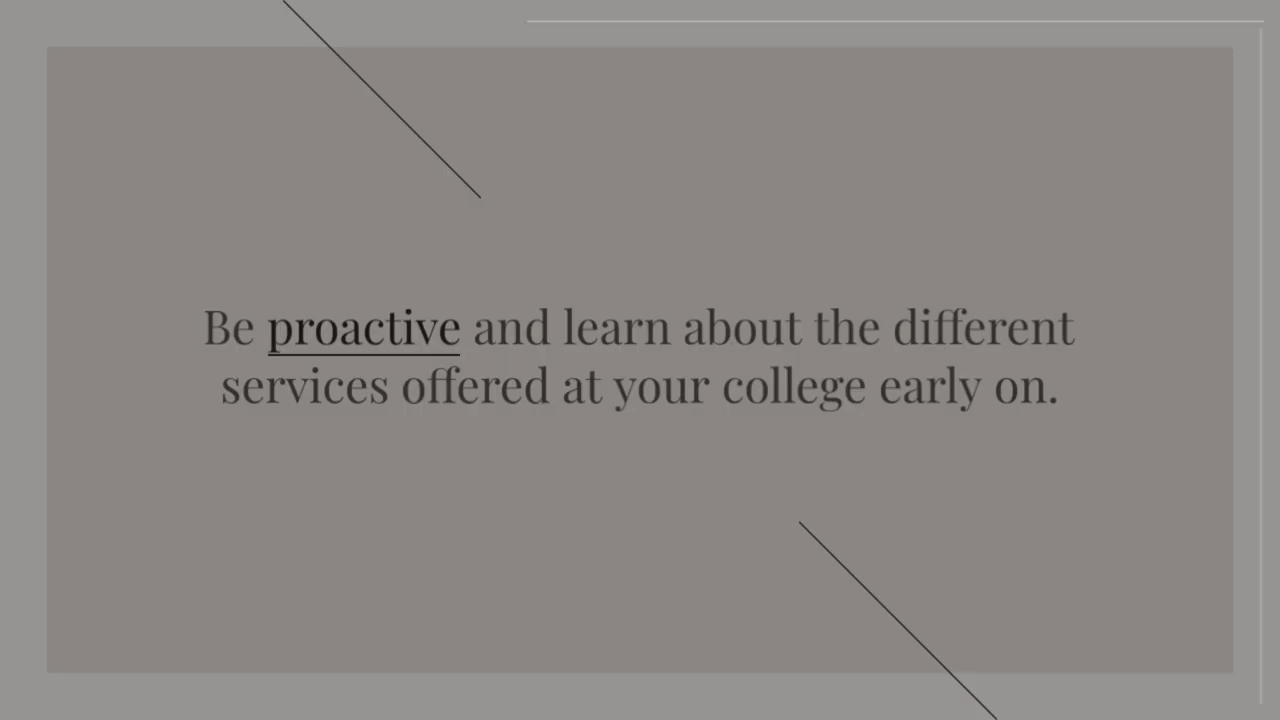 Be proactive and learn about the different
services offered at your college early on.